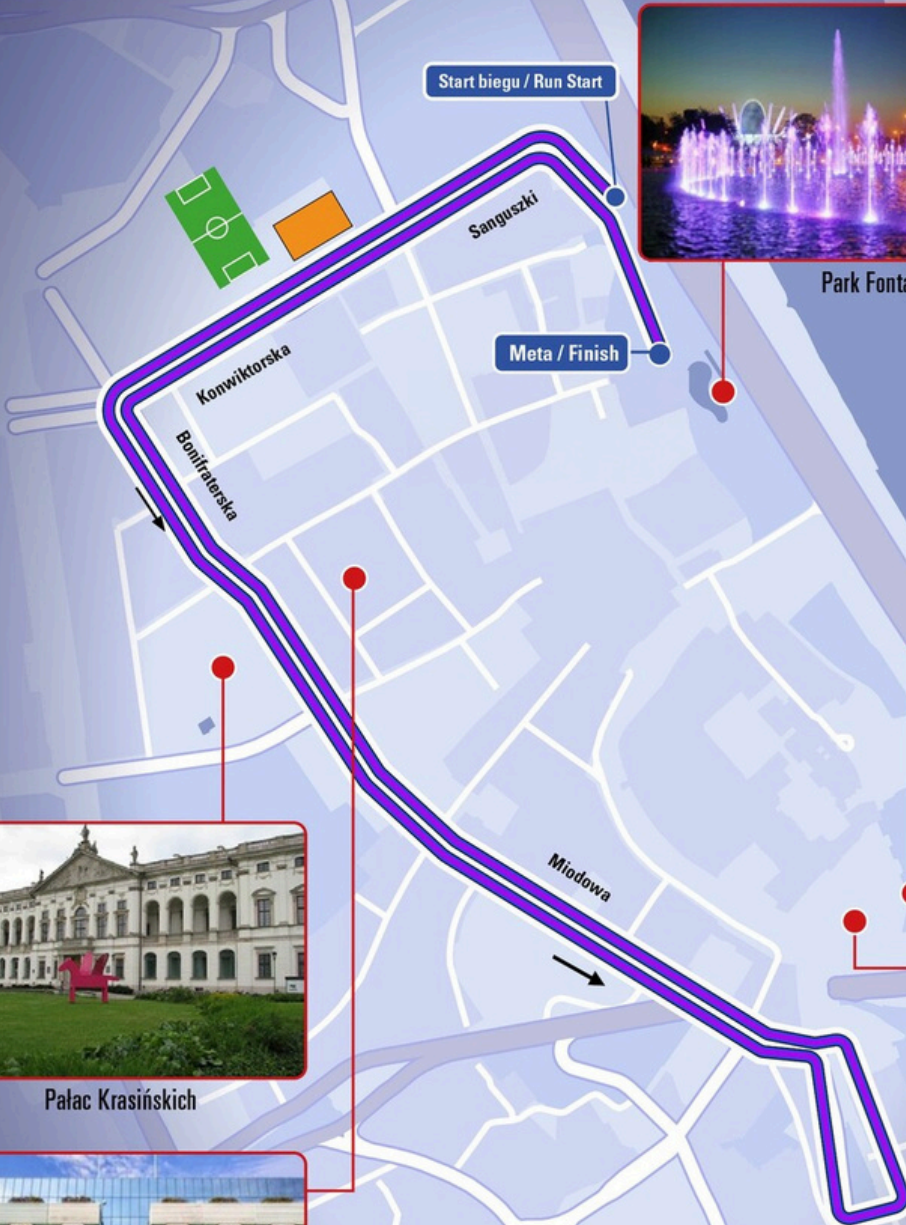 Start biegu / Run Start
Sanguszki
Park Fonta
Meta / Finish
Konwiktorska
Bonifraterska
Miodowa
Pałac Krasińskich